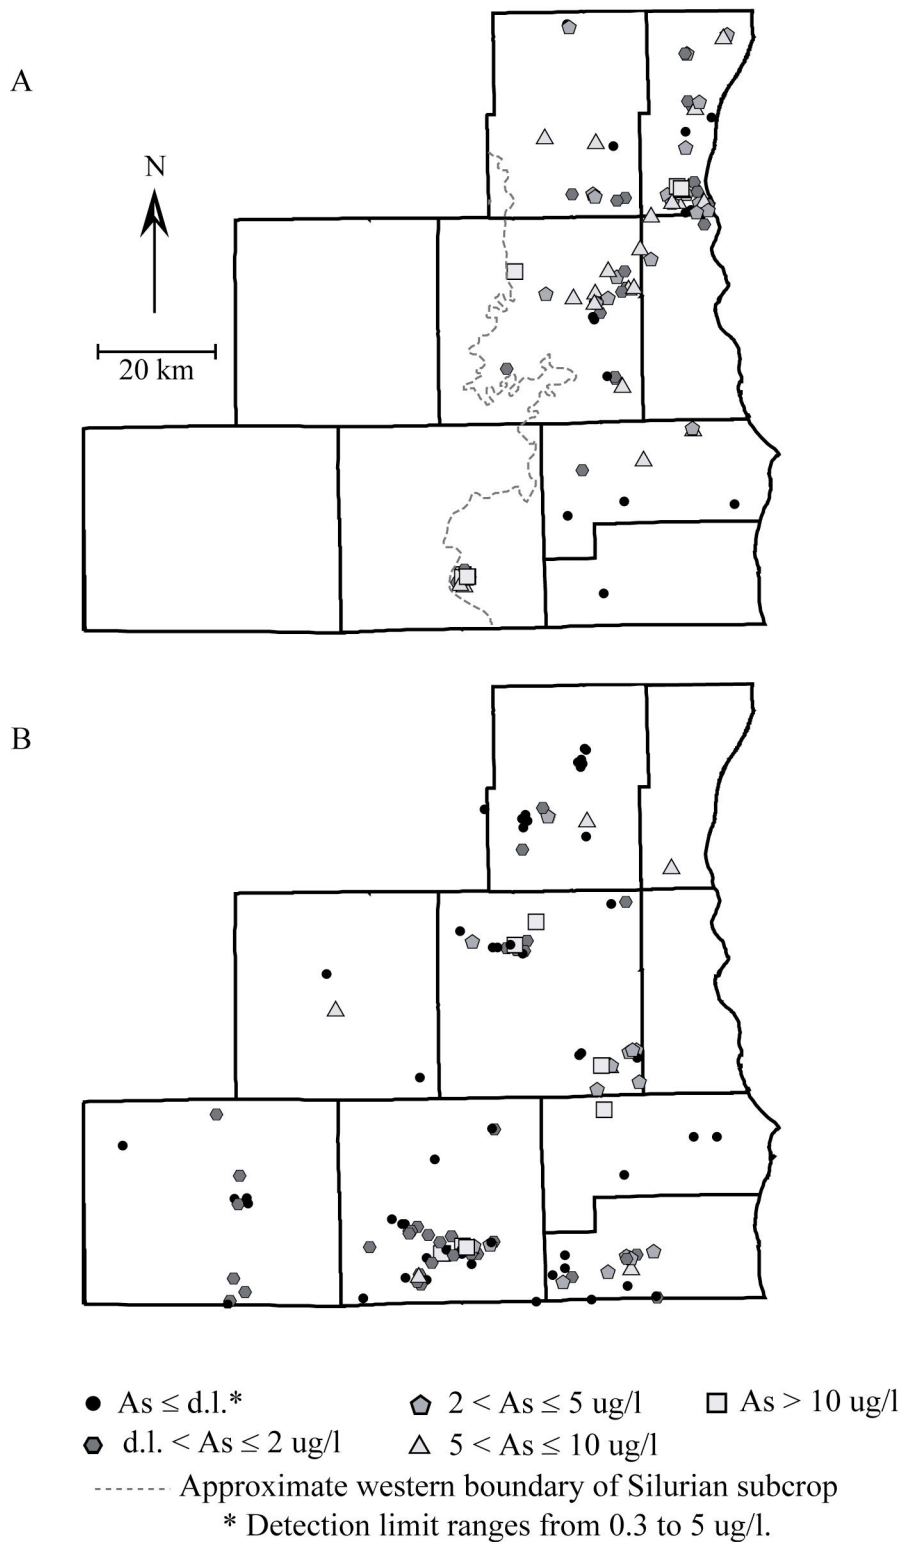 A
N
20 km
B
As ≤ d.l.*
2 < As ≤ 5 ug/l
As > 10 ug/l
d.l. < As ≤ 2 ug/l
5 < As ≤ 10 ug/l
Approximate western boundary of Silurian subcrop
* Detection limit ranges from 0.3 to 5 ug/l.